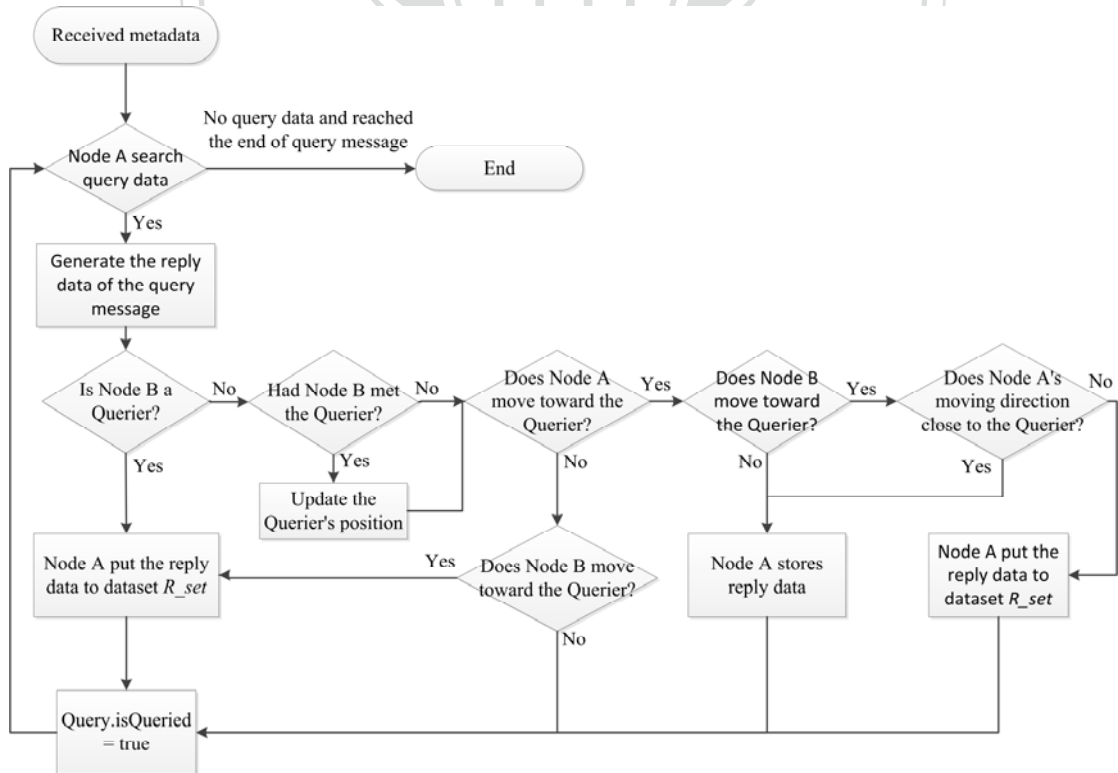 Received metadata
No query data and reached
the end of query message
Node A search
query data
End
Yes
Generate the reply
data of the query
message
Is Node B a
Querier?
No
Had Node B met
the Querier?
No
Does Node A
move toward the
Querier?
Yes
Does Node B
move toward
the Querier?
Yes
Does Node A's
moving direction
close to the Querier?
No
Yes
Yes
No
No
Yes
Update the
Querier's position
Node A put the reply
data to dataset R_set
Yes
Does Node B move
toward the Querier?
Node A stores
reply data
Node A put the
reply data to
dataset R_set
No
Query.isQueried
= true